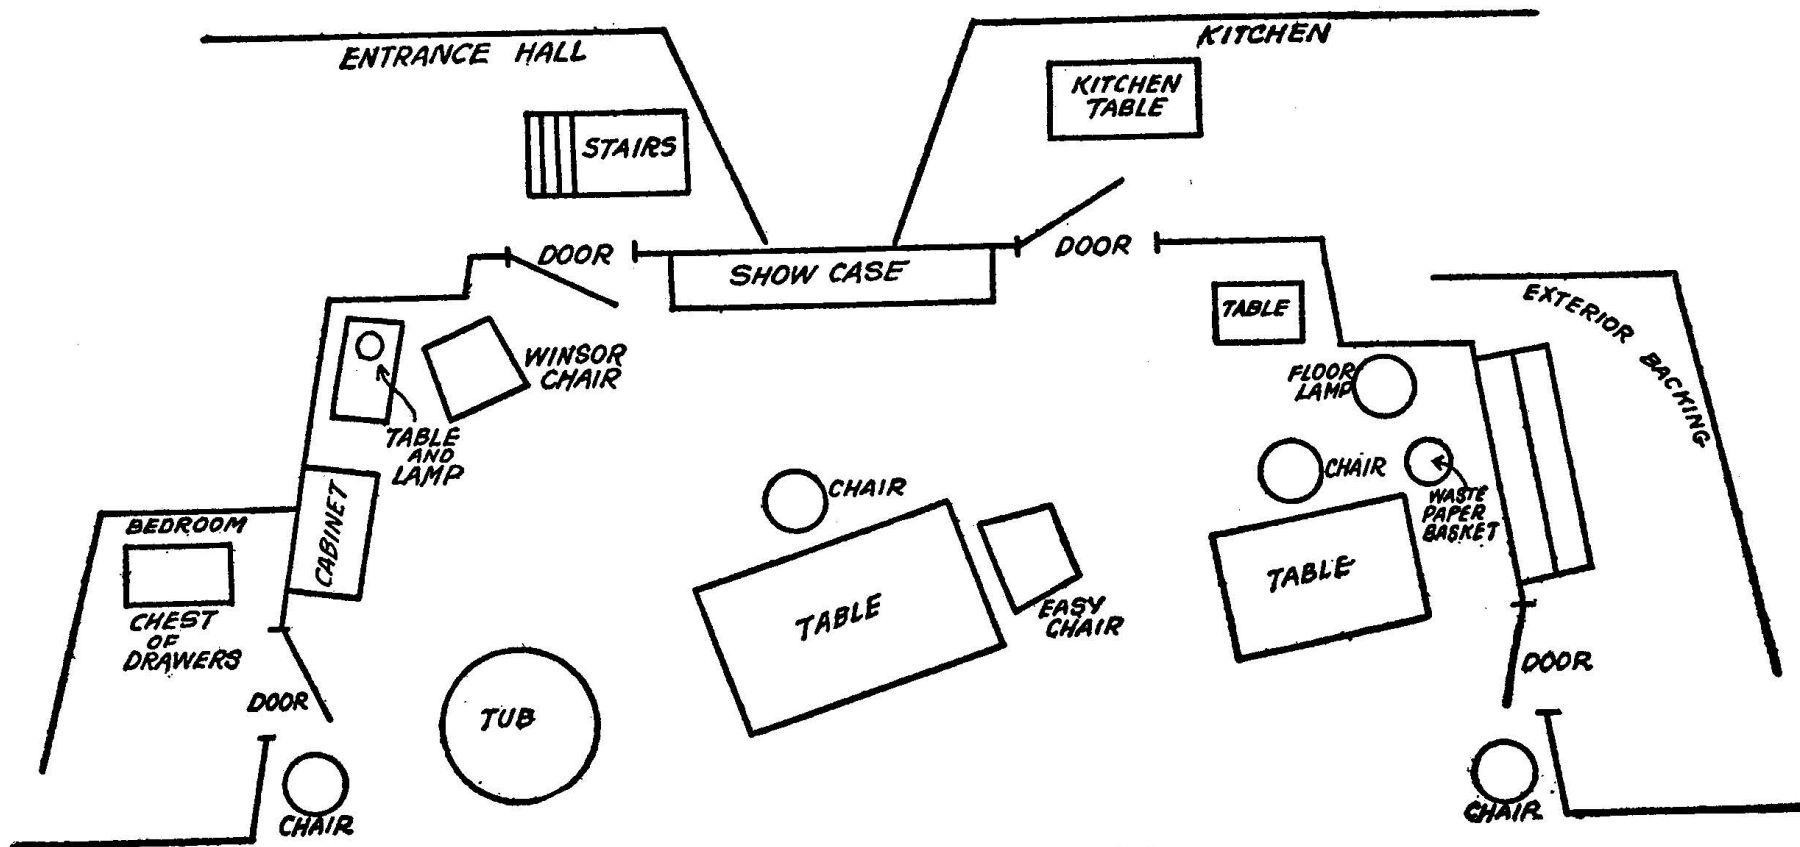 ENTRANCE HALL
KITCHEN
KITCHEN
TABLE
STAIRS
DOOR
DOOR
SHOW CASE
TABLE
EXTERIOR BACKING
WINSOR
CHAIR
FLOOR
LAMP
TABLE
AND
LAMP
CHAIR
CHAIR
WASTE
PAPER
BASKET
BEDROOM
CABINET
CHEST
OF
DRAWERS
TABLE
EASY
CHAIR
TABLE
DOOR
DOOR
TUB
CHAIR
CHAIR